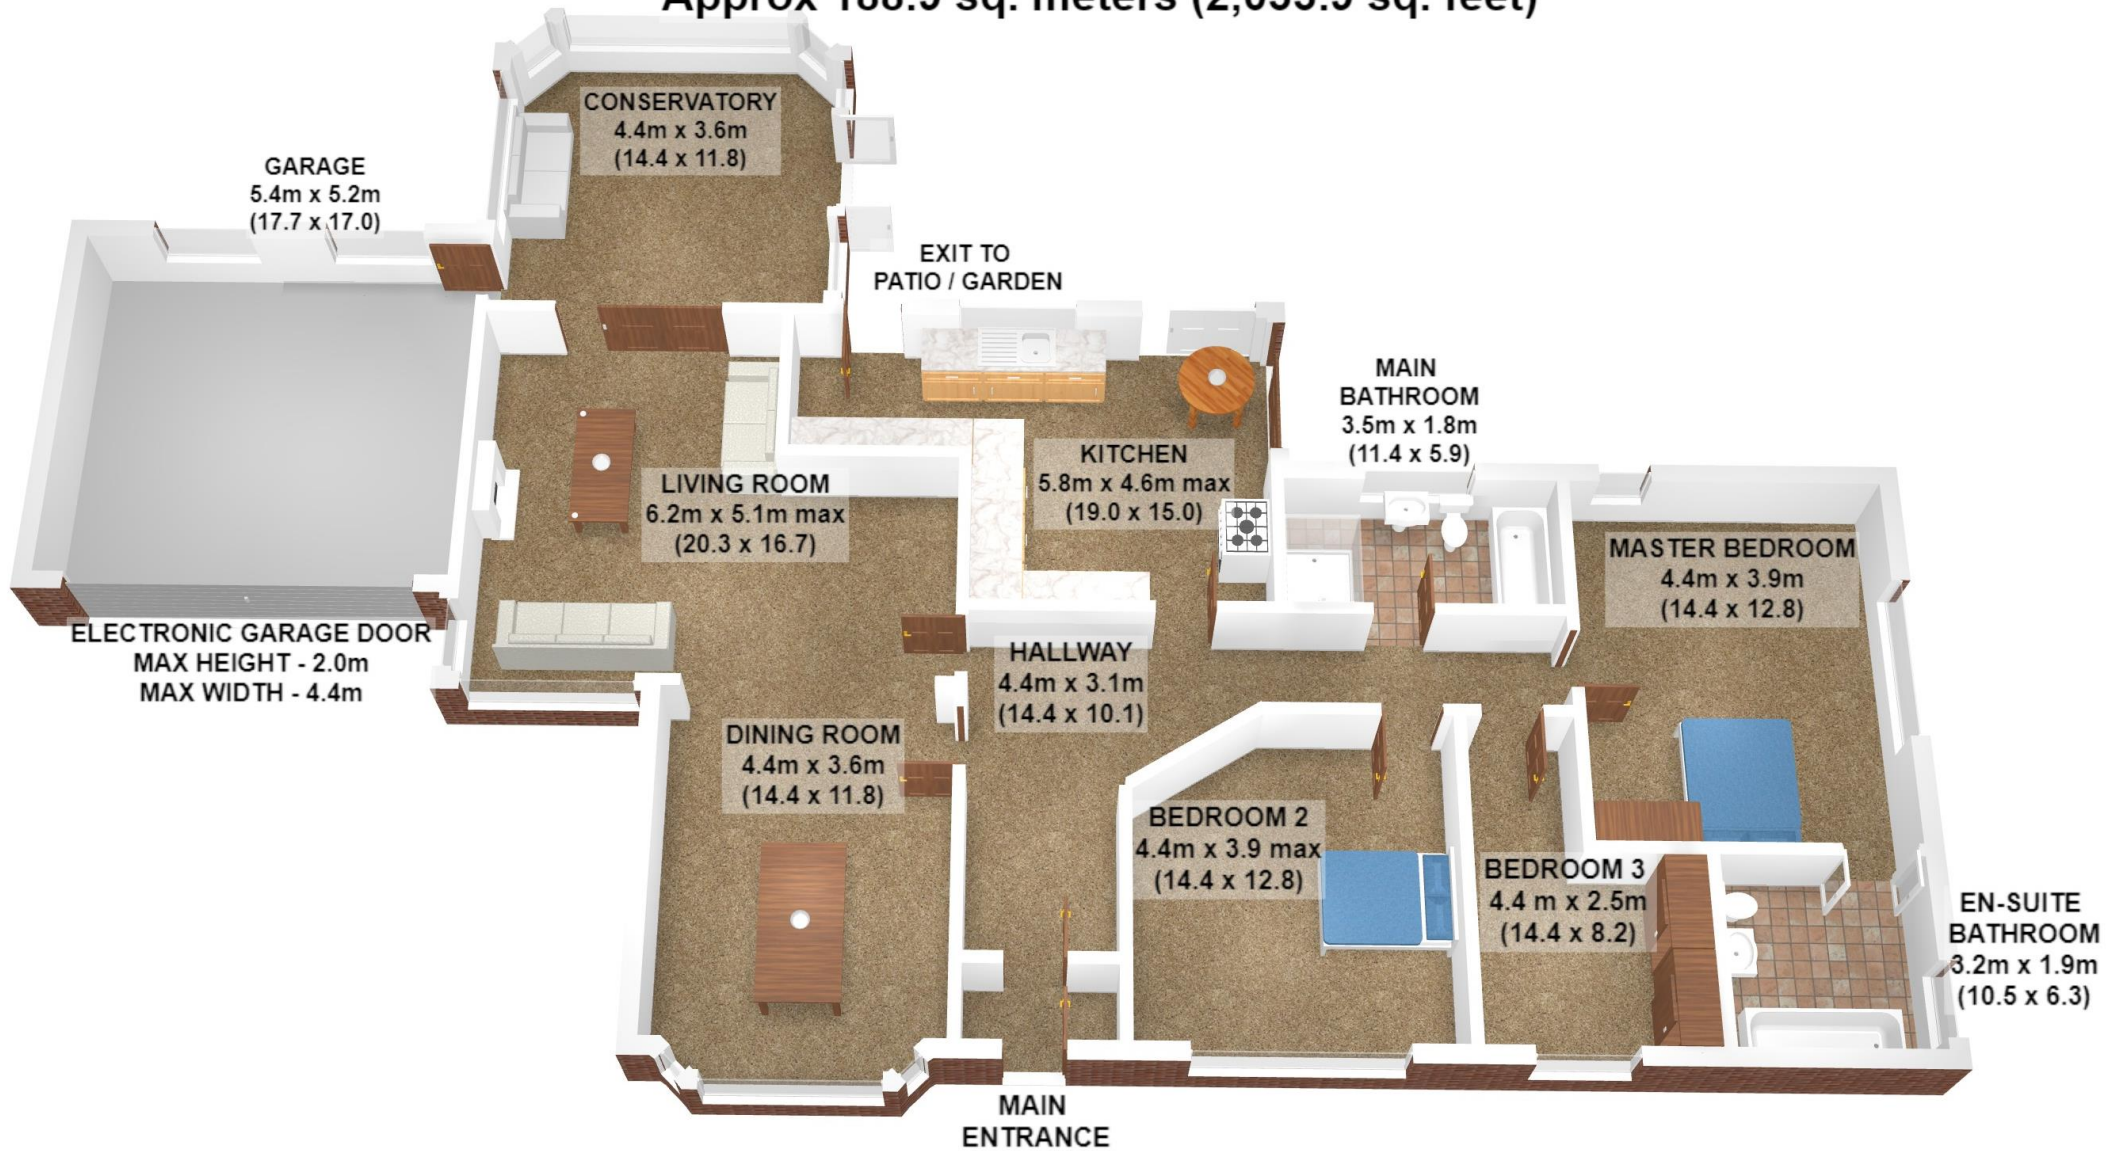 Approx sq. meters sq. feet)
CONSERVATORY
4.4m x 3.6m
(14.4 x 11.8)
GARAGE
5.4m x 5.2m
(17.7 x 17.0)
EXIT TO
PATIO / GARDEN
MAIN
BATHROOM
3.5m x 1.8m
(11.4 x 5.9)
KITCHEN
5.8m x 4.6m max
(19.0 x 15.0)
LIVING ROOM
6.2m x 5.1m max
(20.3 x 16.7)
MASTER BEDROOM
4.4m x 3.9m
(14.4 x 12.8)
ELECTRONIC GARAGE DOOR
MAX HEIGHT - 2.0m
MAX WIDTH - 4.4m
HALLWAY
4.4m x 3.1m
(14.4 x 10.1)
DINING ROOM
4.4m x 3.6m
(14.4 x 11.8)
BEDROOM 2
4.4m x 3.9 max
(14.4 x 12.8)
BEDROOM 3
4.4 m x 2.5m
(14.4 x 8.2)
EN-SUITE
BATHROOM
3.2m x 1.9m
(10.5 x 6.3)
MAIN
ENTRANCE